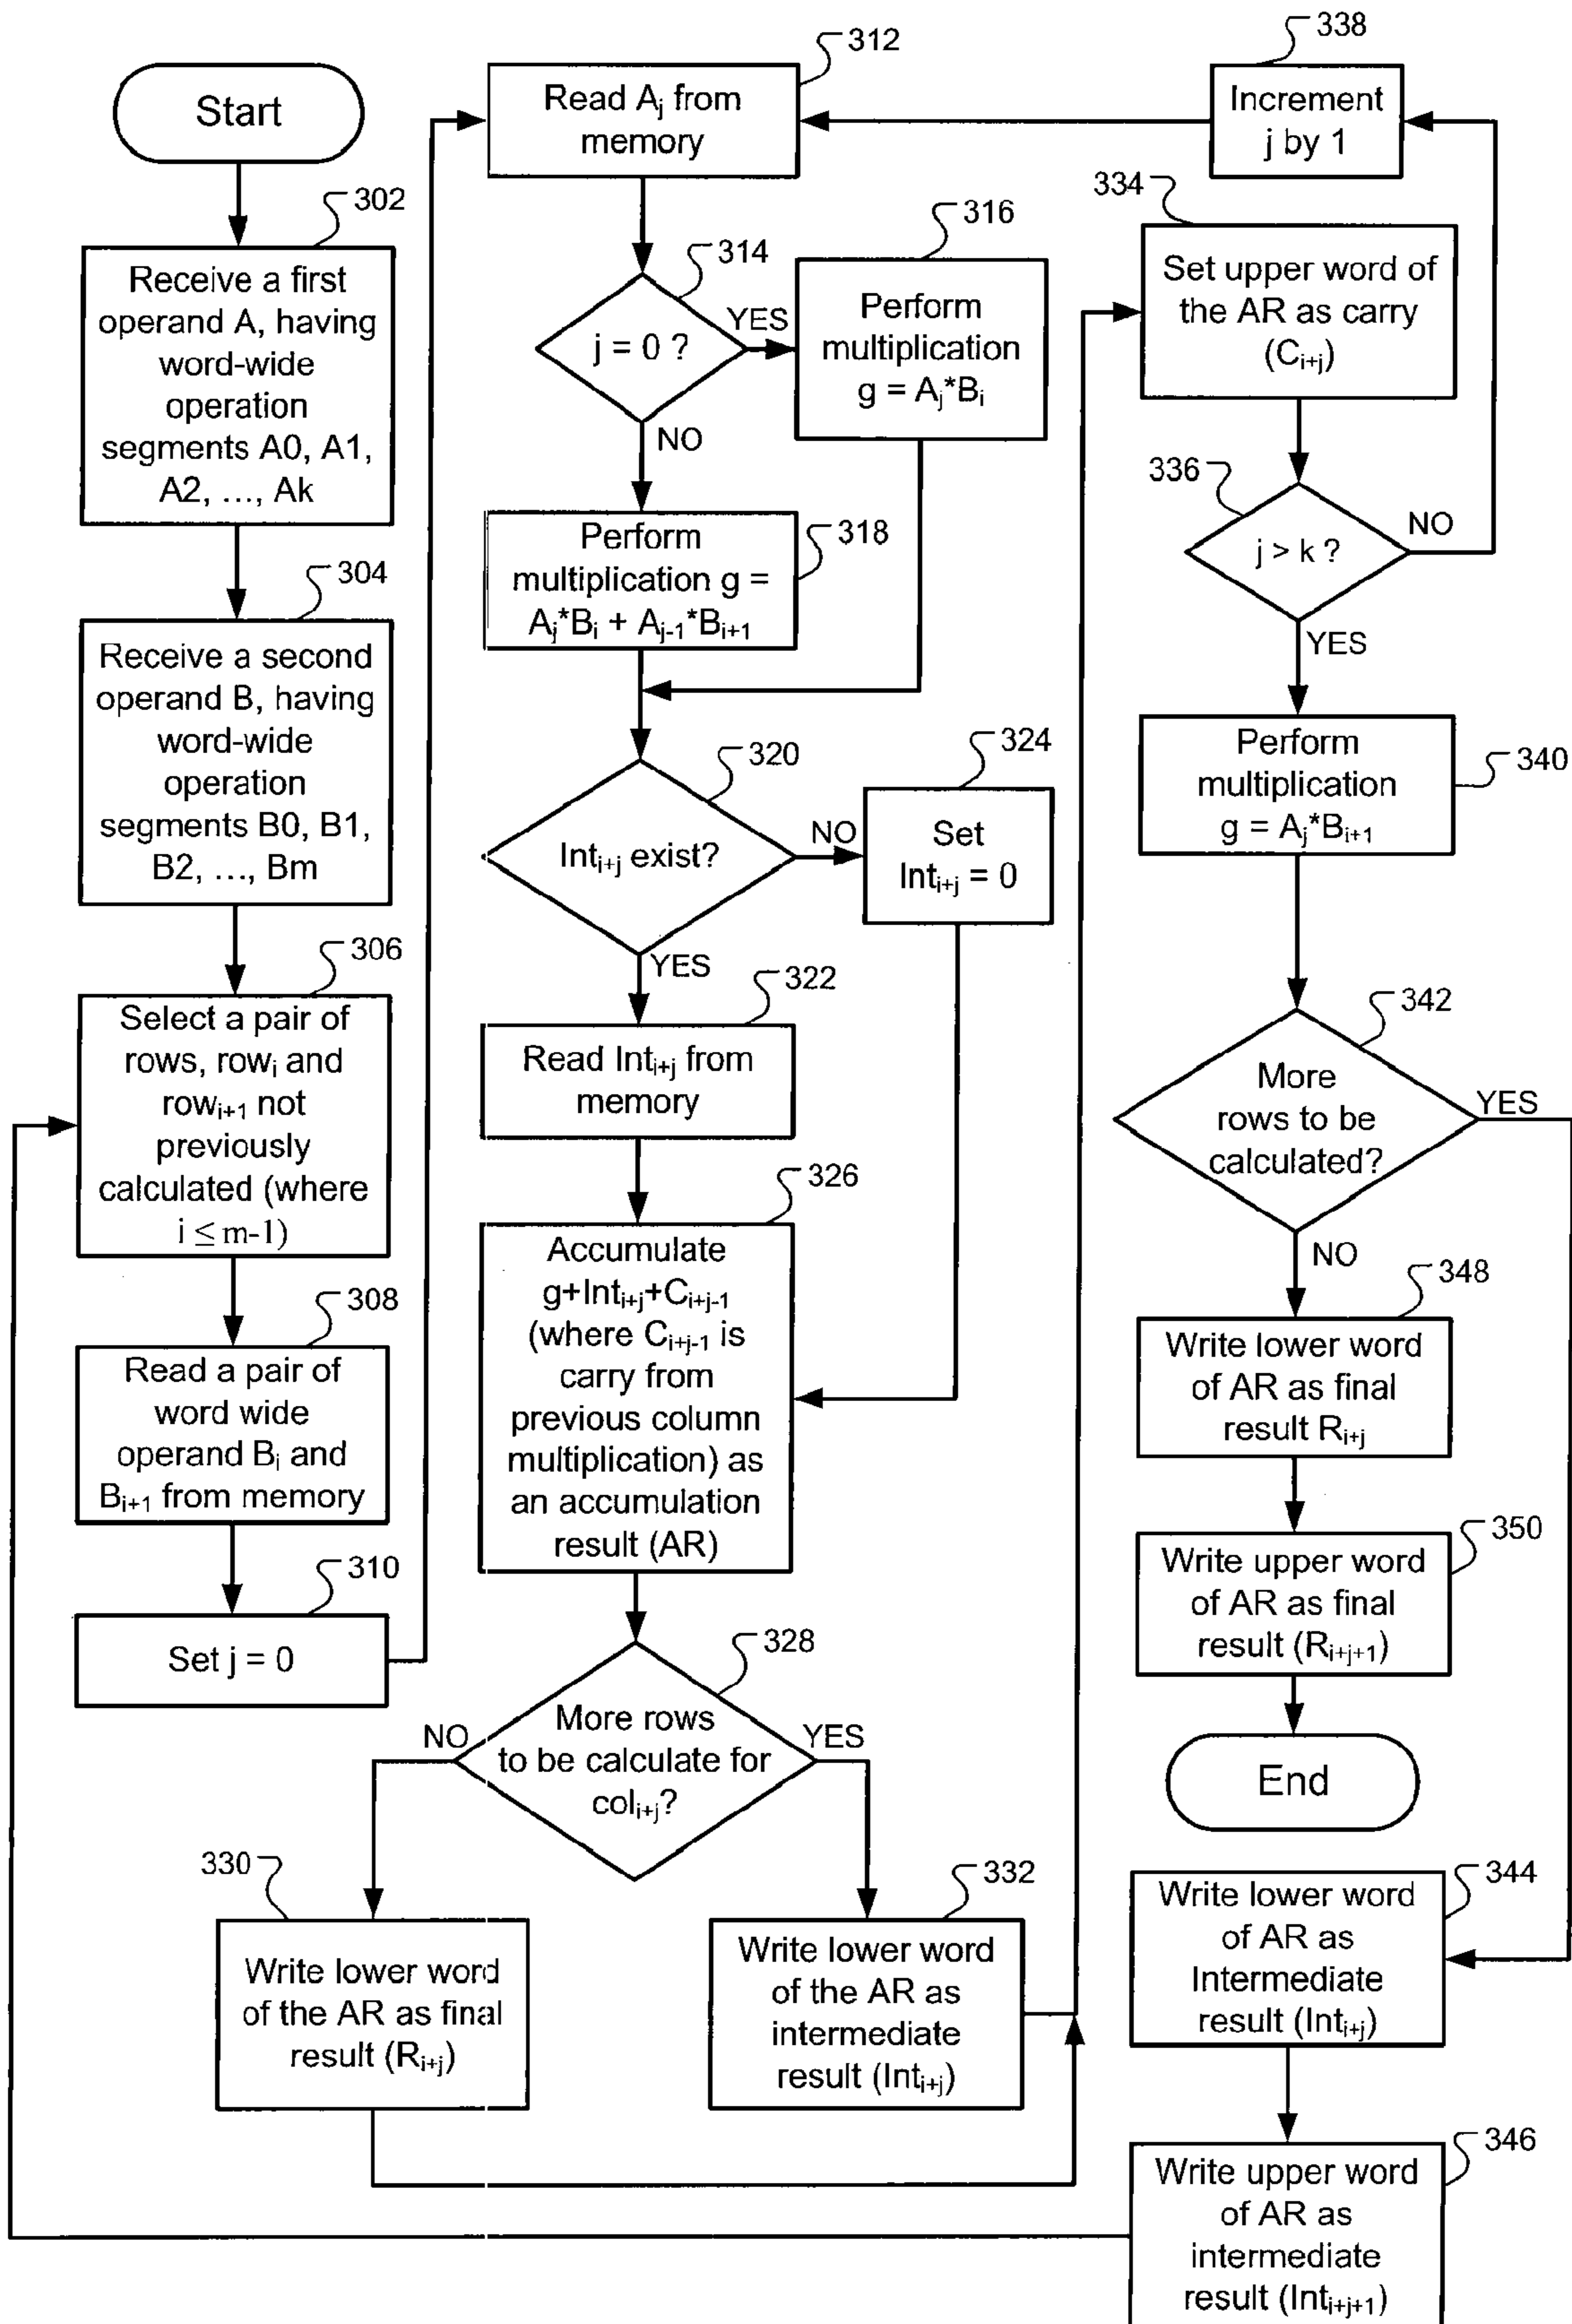 Start
302
Receive a first
operand A, having
word-wide
operation
segments A0, A1,
A2, ..., Ak
304
Receive a second
operand B, having
word-wide
operation
segments B0, B1,
B2, ..., Bm
306
Select a pair of
rows, rowᵢ and
rowᵢ₊₁ not
previously
calculated (where
i ≤ m-1)
308
Read a pair of
word wide
operand Bᵢ and
Bᵢ₊₁ from memory
310
Set j = 0
312
Read Aⱼ from
memory
314
j = 0 ?
YES
NO
316
Perform
multiplication
g = Aⱼ*Bᵢ
318
Perform
multiplication g =
Aⱼ*Bᵢ + Aⱼ₋₁*Bᵢ₊₁
320
Intᵢ₊ⱼ exist?
NO
YES
324
Set
Intᵢ₊ⱼ = 0
322
Read Intᵢ₊ⱼ from
memory
326
Accumulate
g+Intᵢ₊ⱼ+Cᵢ₊ⱼ₋₁
(where Cᵢ₊ⱼ₋₁ is
carry from
previous column
multiplication) as
an accumulation
result (AR)
328
More rows
to be calculate for
colᵢ₊ⱼ?
NO
YES
330
Write lower word
of the AR as final
result (Rᵢ₊ⱼ)
332
Write lower word
of the AR as
intermediate
result (Intᵢ₊ⱼ)
338
Increment
j by 1
334
Set upper word of
the AR as carry
(Cᵢ₊ⱼ)
336
j > k ?
NO
YES
340
Perform
multiplication
g = Aⱼ*Bᵢ₊₁
342
More
rows to be
calculated?
YES
NO
348
Write lower word
of AR as final
result Rᵢ₊ⱼ
350
Write upper word
of AR as final
result (Rᵢ₊ⱼ₊₁)
End
344
Write lower word
of AR as
Intermediate
result (Intᵢ₊ⱼ)
346
Write upper word
of AR as
intermediate
result (Intᵢ₊ⱼ₊₁)